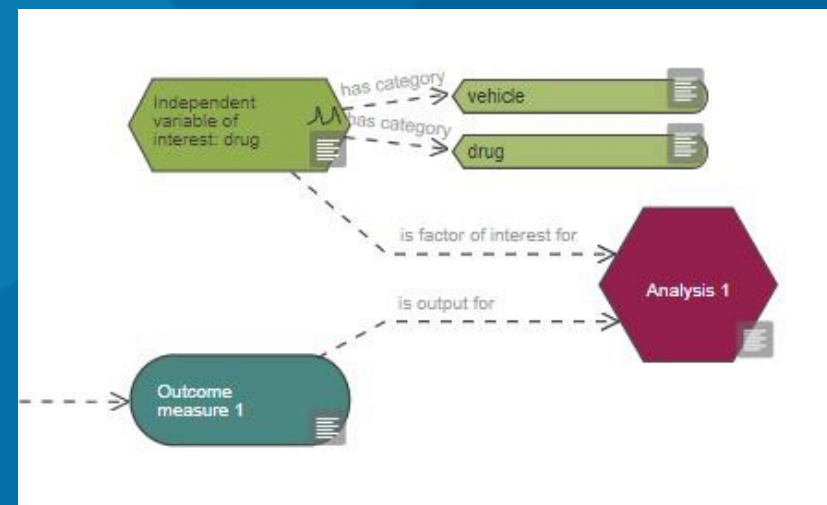 Independent
variable of
interest: drug
has category
vehicle
has category
drug
is factor of interest for
Analysis 1
is output for
Outcome
measure 1